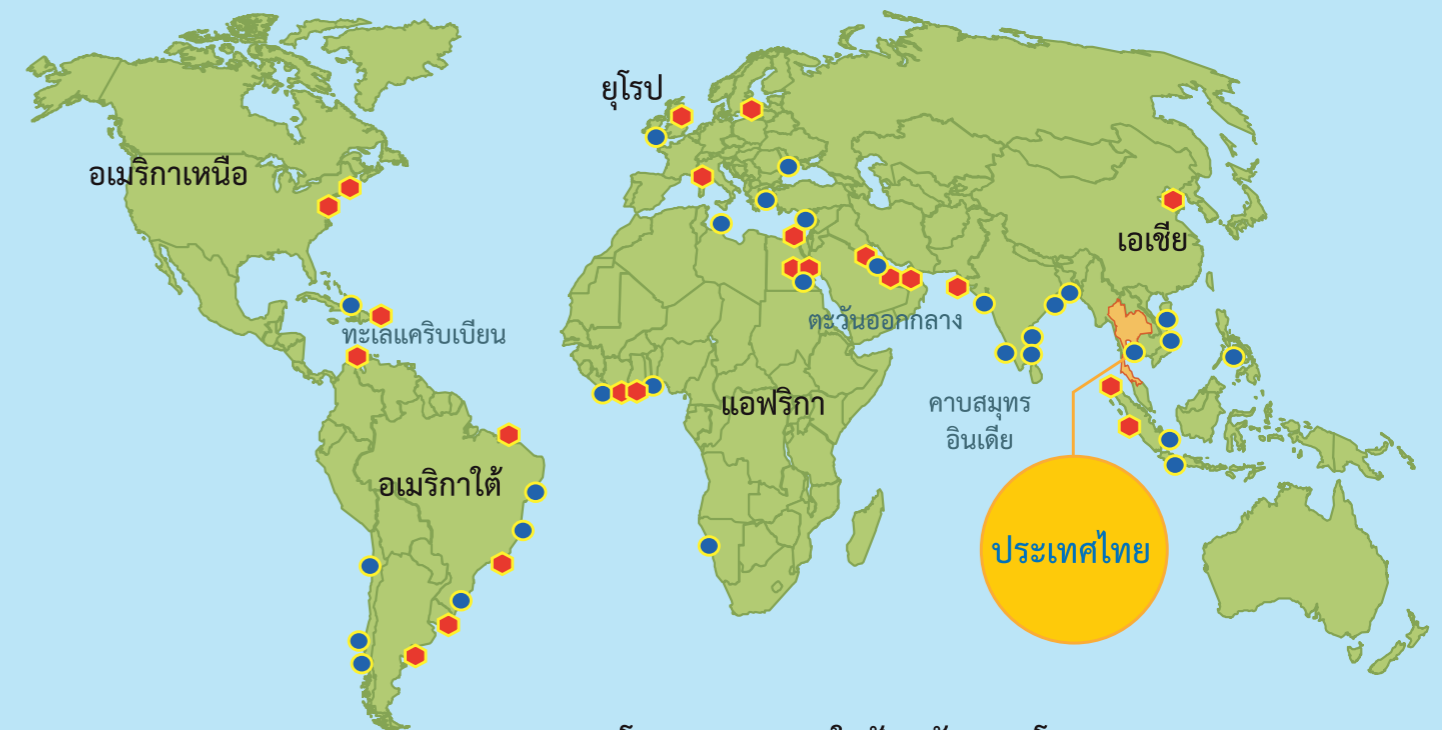 ยุโรป
อเมริกาเหนือ
เอเชีย
ตะวันออกกลาง
ทะเลแคริบเบียน
แอฟริกา
คาบสมุทร
อินเดีย
อเมริกาใต้
ประเทศไทย